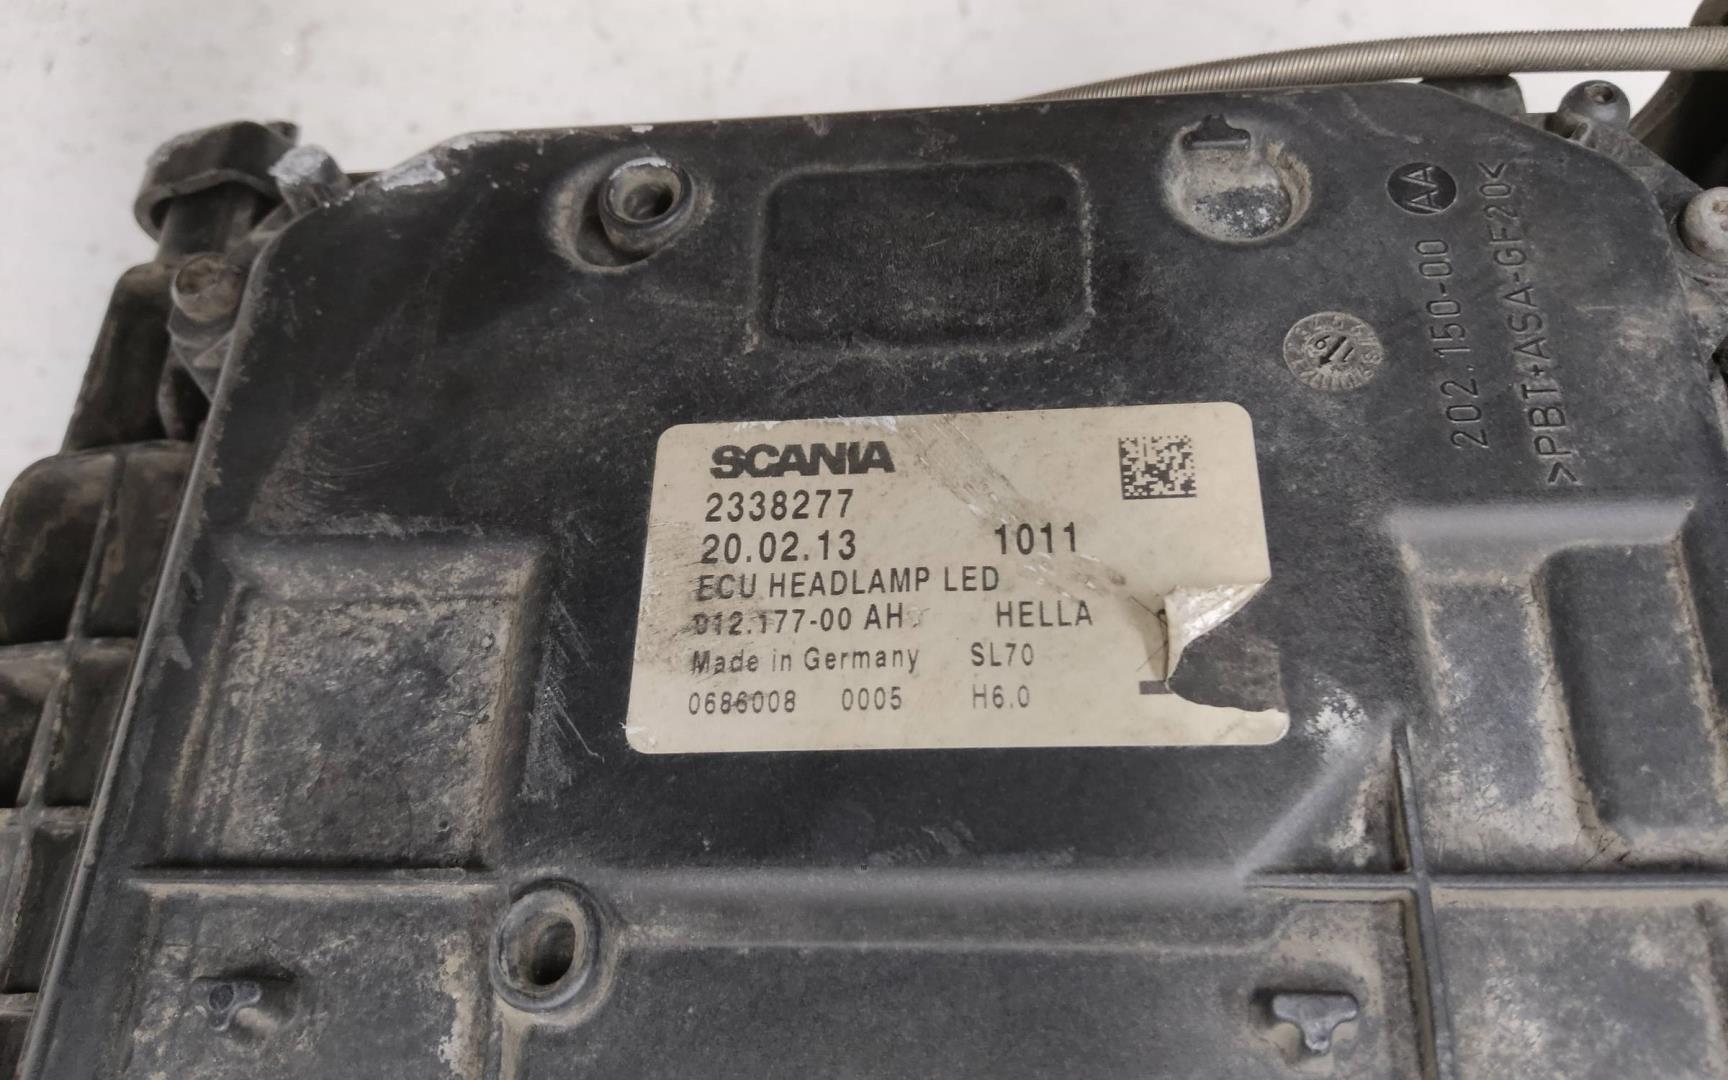 SCANIA
2338277
20.02.13 1011
ECU HEADLAMP LED
912.177-00 AH HELLA
Made in Germany SL70
0686008 0005 H6.0
AA
202.150-00
>PBT+ASA-GF20<